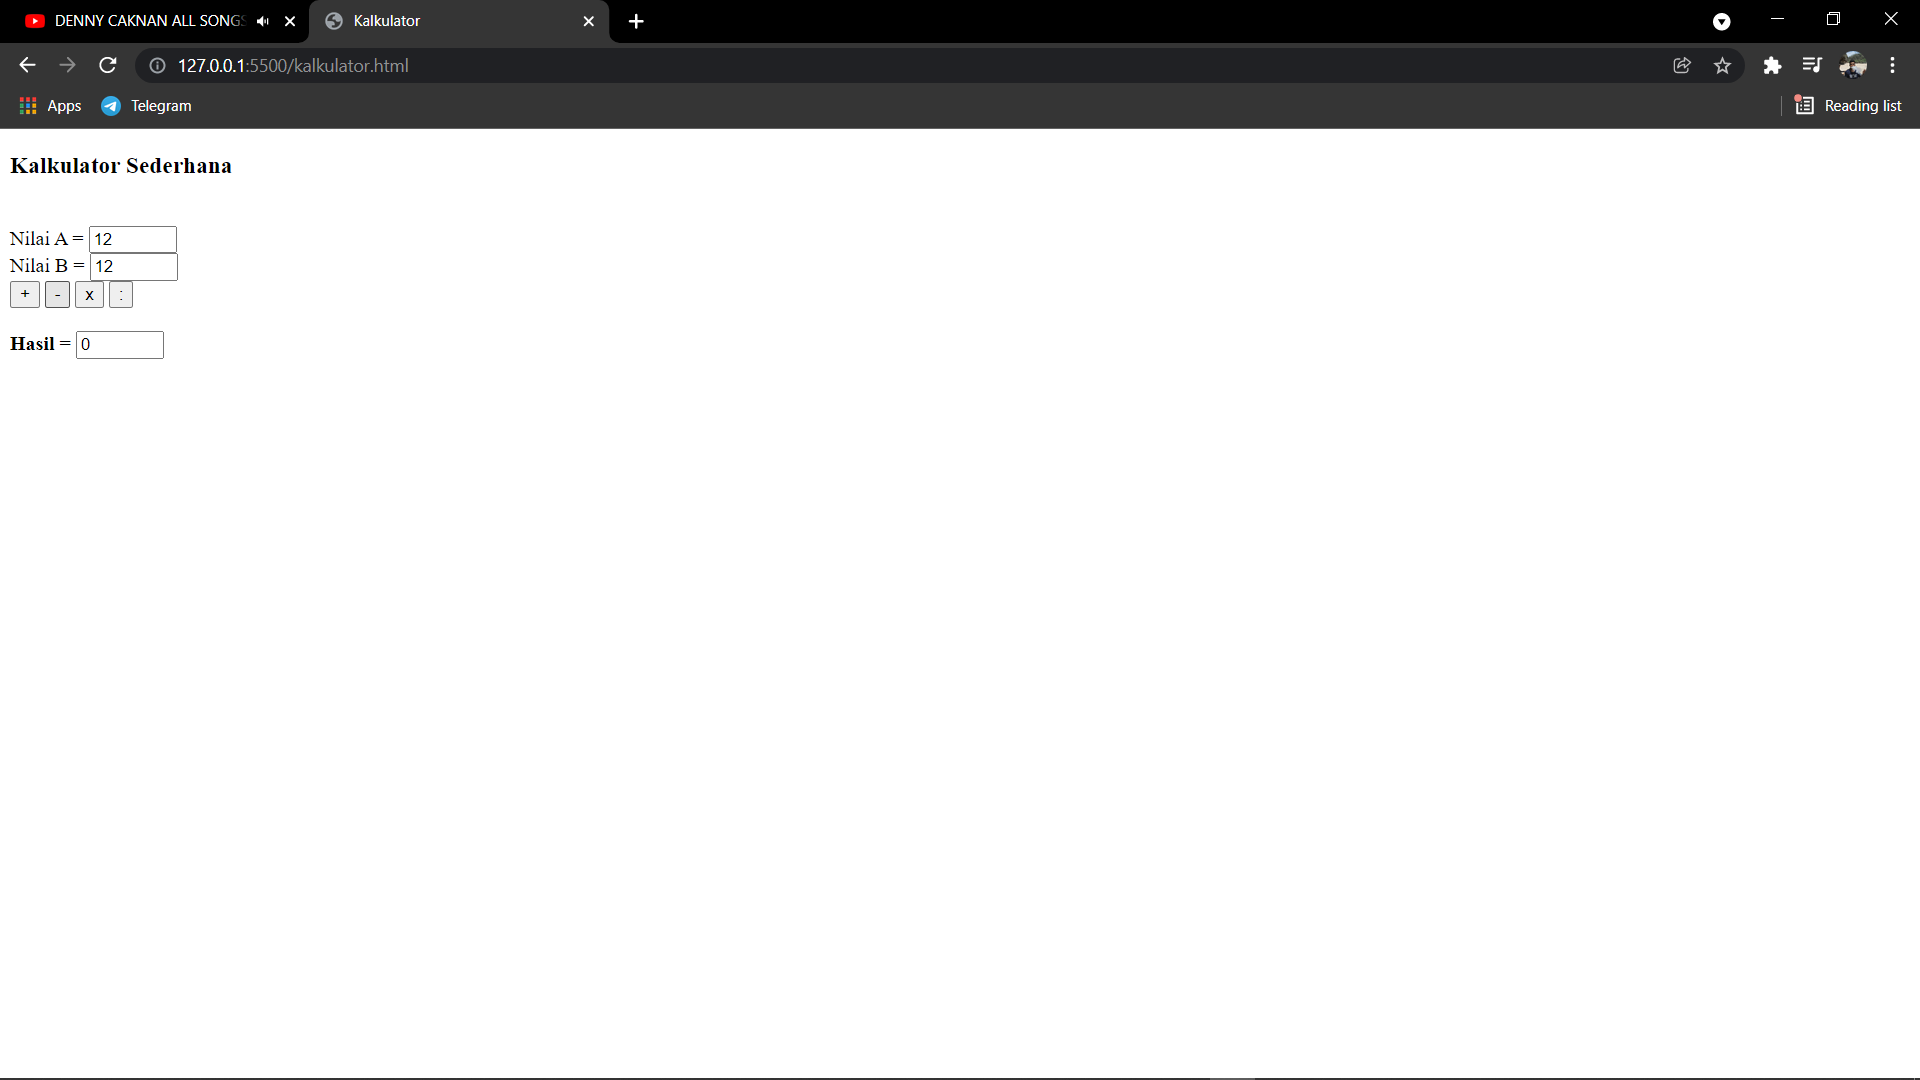 DENNY CAKNAN ALL SONGS
Kalkulator
127.0.0.1:5500/kalkulator.html
Apps
Telegram
Reading list
Kalkulator Sederhana
Nilai A = 12
Nilai B = 12
+ - x :
Hasil = 0